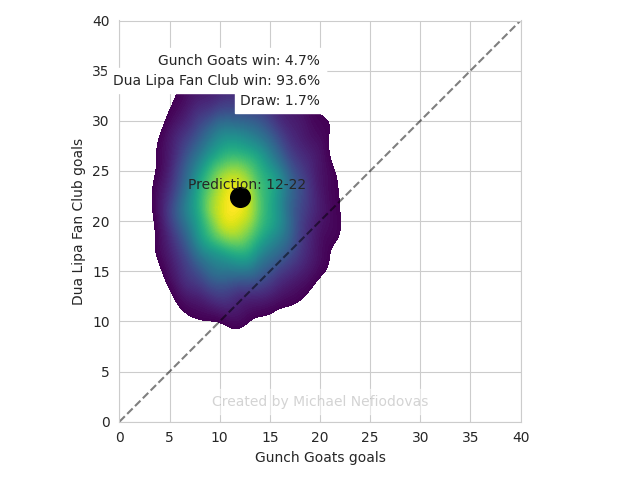 40
35
30
25
20
15
10
5
0
Dua Lipa Fan Club goals
Gunch Goats win: 4.7%
Dua Lipa Fan Club win: 93.6%
Draw: 1.7%
Prediction: 12-22
Created by Michael Nefiodovas
0 5 10 15 20 25 30 35 40
Gunch Goats goals